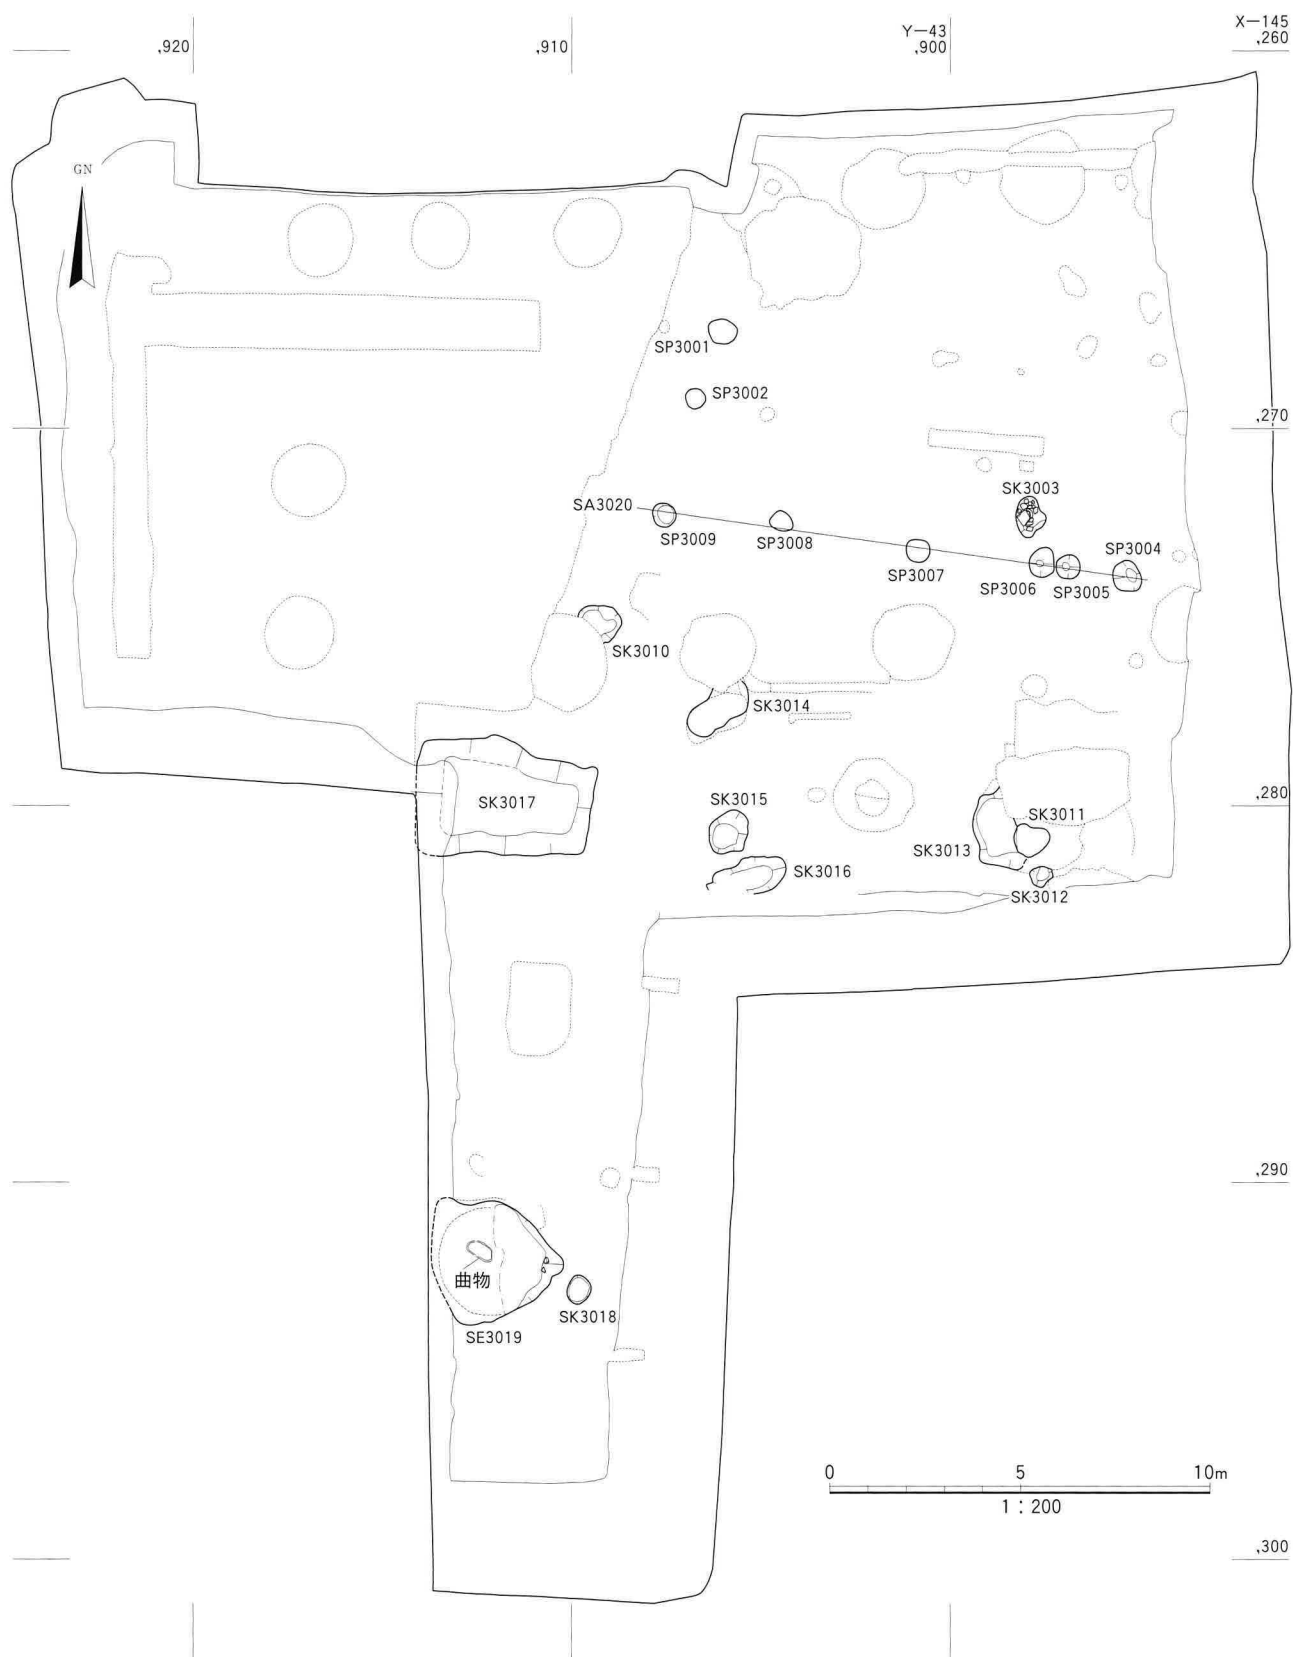 X−145
Y−43
,920
,910
,900
,260
GN
SP3001
SP3002
,270
SK3003
SA3020
SP3009
SP3008
SP3004
SP3007
SP3006
SP3005
SK3010
SK3014
SK3017
SK3015
,280
SK3011
SK3013
SK3016
SK3012
,290
曲物
SK3018
SE3019
0 5 10m
1：200
,300